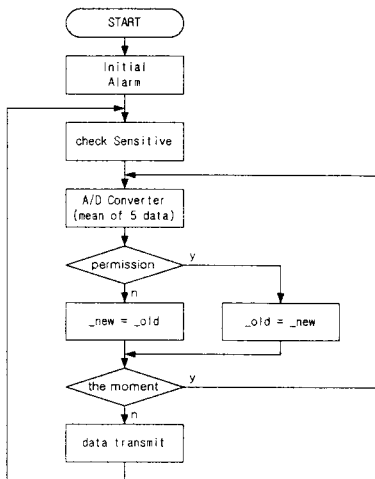 START
Initial
Alarm
check Sensitive
A/D Converter
(mean of 5 data)
permission
y
n
_new = _old
_old = _new
the moment
y
n
data transmit